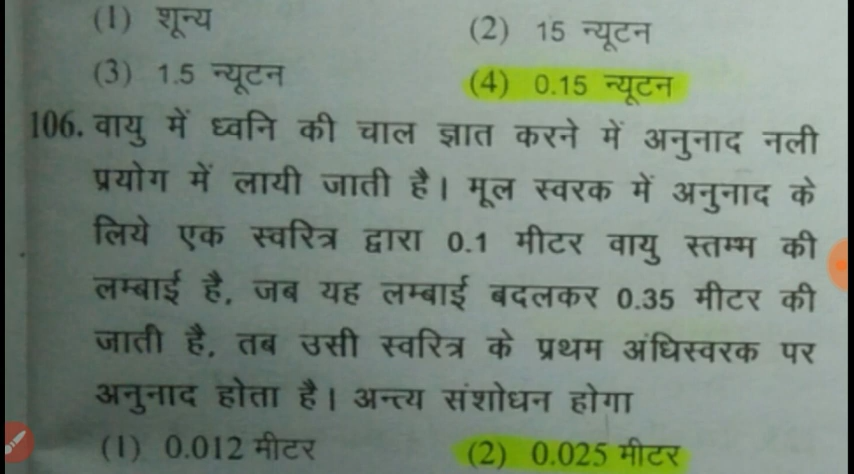 (1) शून्य (2) 15 न्यूटन
(3) 1.5 न्यूटन (4) 0.15 न्यूटन
106. वायु में ध्वनि की चाल ज्ञात करने में अनुनाद नली
प्रयोग में लायी जाती है। मूल स्वरक में अनुनाद के
लिये एक स्वरित्र द्वारा 0.1 मीटर वायु स्तम्भ की
लम्बाई है, जब यह लम्बाई बदलकर 0.35 मीटर की
जाती है, तब उसी स्वरित्र के प्रथम अंधिस्वरक पर
अनुनाद होता है। अन्त्य संशोधन होगा
(1) 0.012 मीटर (2) 0.025 मीटर